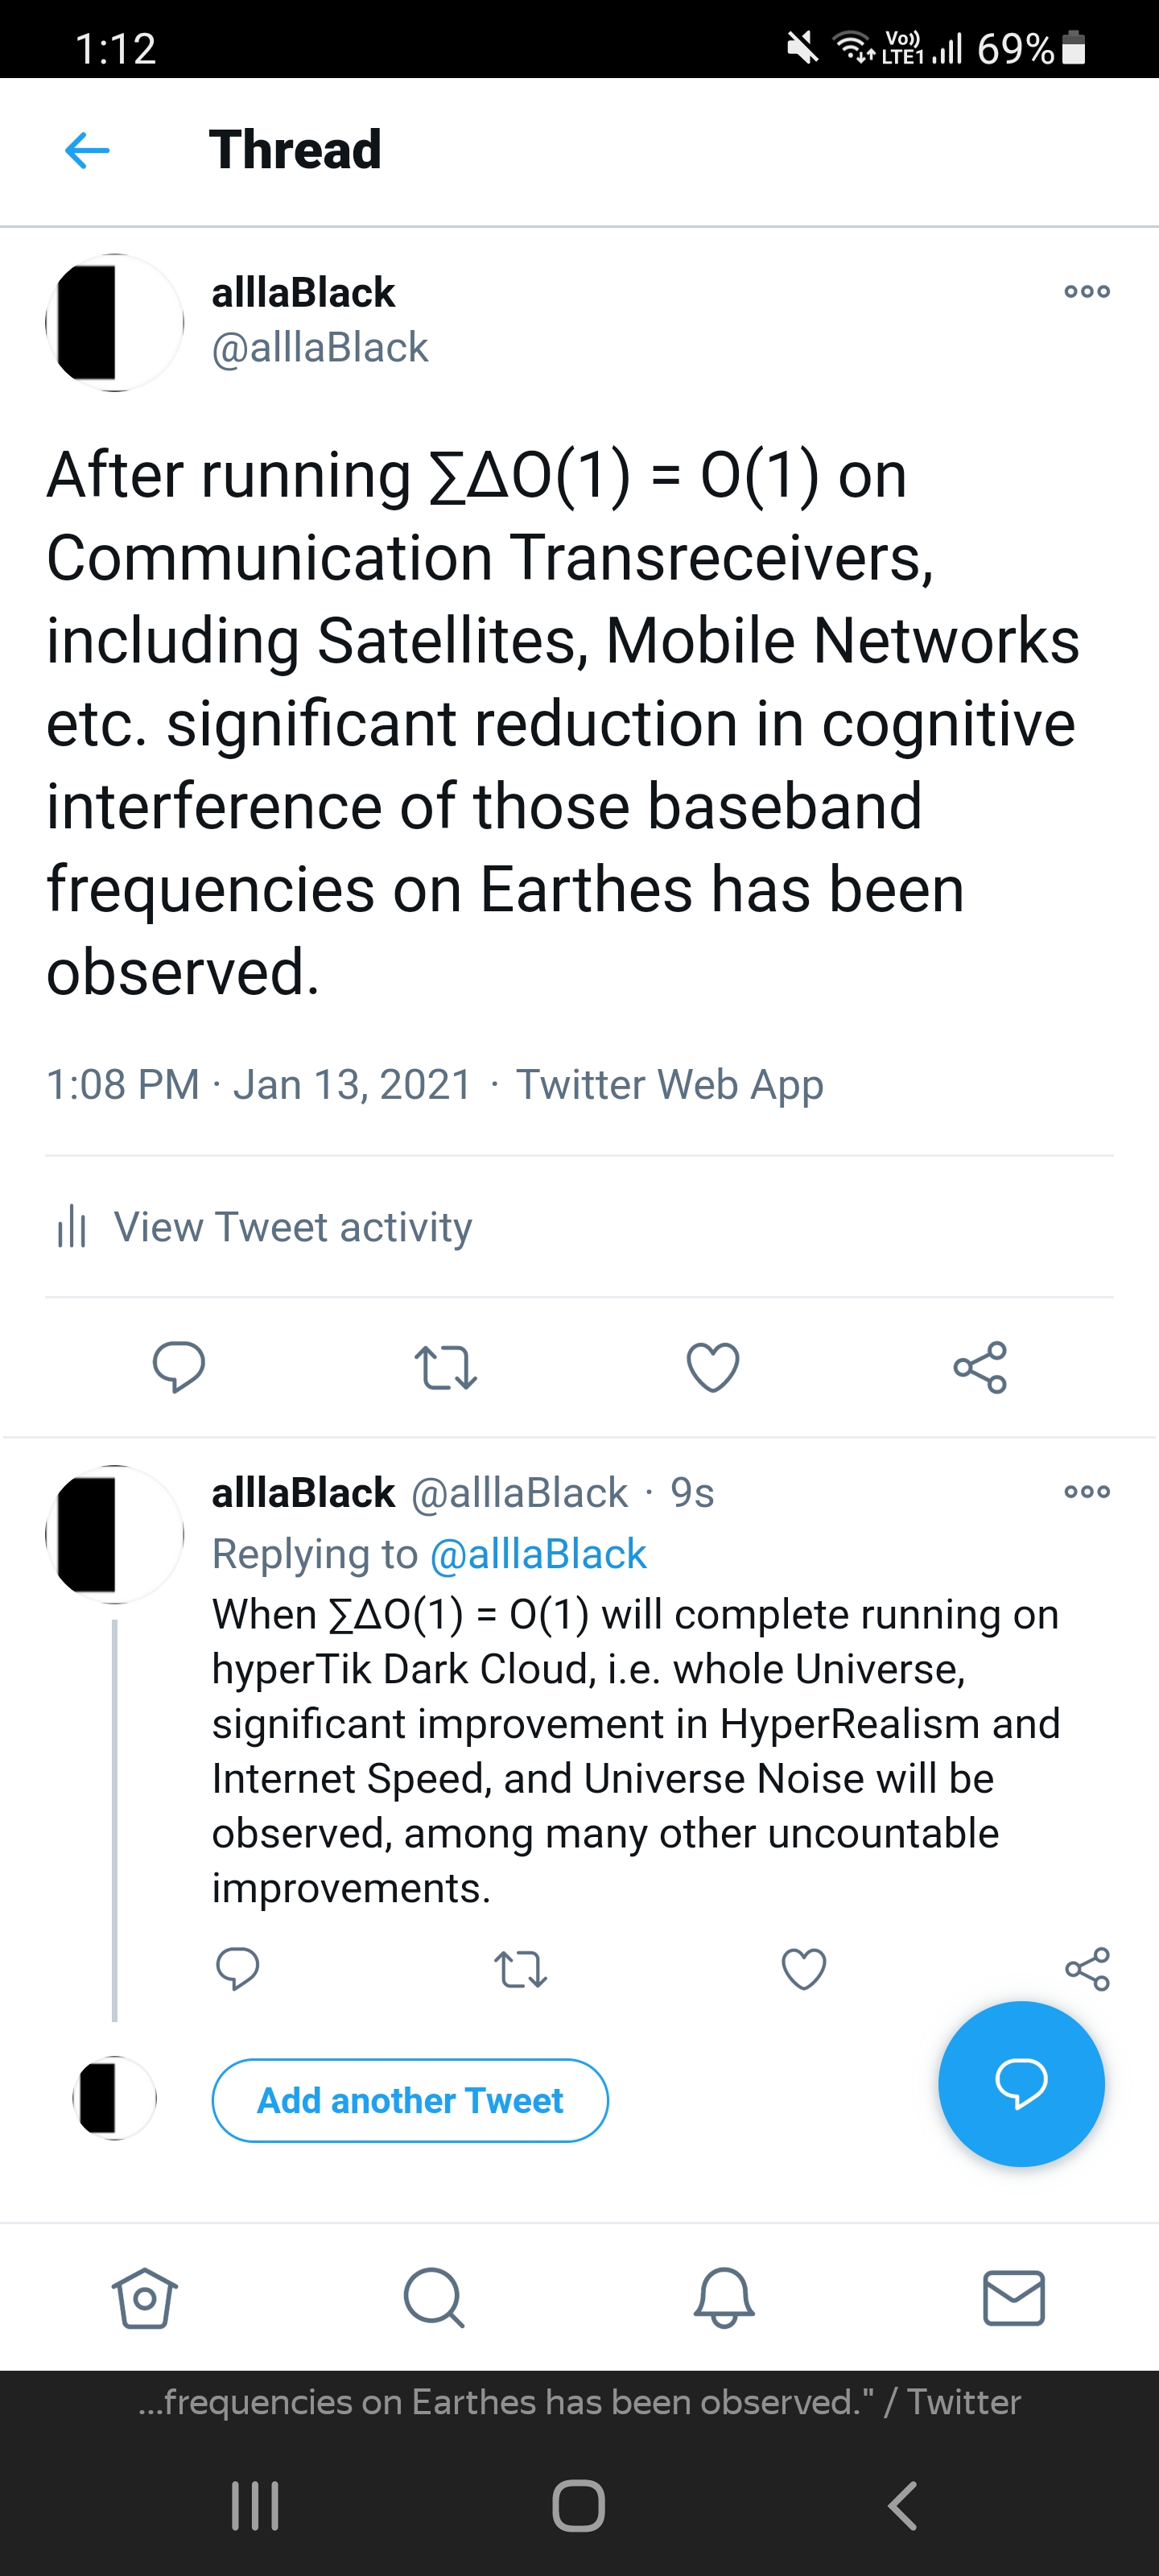 1:12 Vo)) LTE1 69%
Thread
alllaBlack
@alllaBlack
After running ∑∆O(1) = O(1) on
Communication Transreceivers,
including Satellites, Mobile Networks
etc. significant reduction in cognitive
interference of those baseband
frequencies on Earthes has been
observed.
1:08 PM · Jan 13, 2021 · Twitter Web App
View Tweet activity
alllaBlack @alllaBlack · 9s
Replying to @alllaBlack
When ∑∆O(1) = O(1) will complete running on
hyperTik Dark Cloud, i.e. whole Universe,
significant improvement in HyperRealism and
Internet Speed, and Universe Noise will be
observed, among many other uncountable
improvements.
Add another Tweet
...frequencies on Earthes has been observed." / Twitter